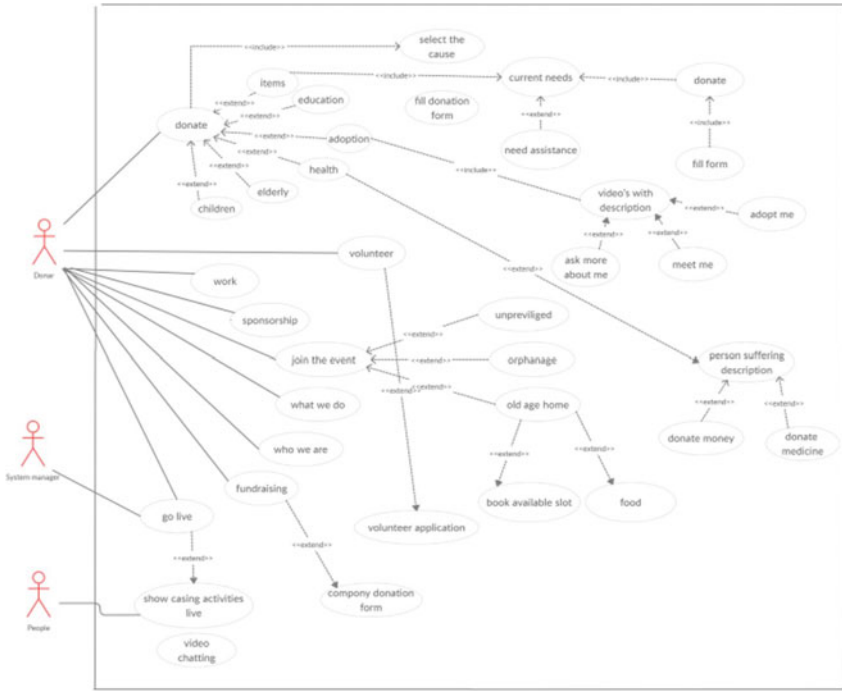 select the
cause
<<include>>
items
<<include>>
current needs
<<include>>
donate
<<extend>>
education
fill donation
form
<<extend>>
<<include>>
donate
<<extend>>
<<extend>>
adoption
need assistance
<<extend>>
health
fill form
<<extend>>
<<include>>
<<extend>>
elderly
video's with
description
children
<<extend>>
adopt me
<<extend>>
<<extend>>
volunteer
ask more
about me
meet me
Donar
<<extend>>
work
unpreviliged
sponsorship
<<extend>>
join the event
<<extend>>
orphanage
person suffering
description
<<extend>>
<<extend>>
what we do
old age home
<<extend>>
<<extend>>
donate money
donate
medicine
who we are
<<extend>>
<<extend>>
System manager
fundraising
book available slot
food
go live
volunteer application
<<extend>>
<<extend>>
show casing activities
live
compony donation
form
People
video
chatting